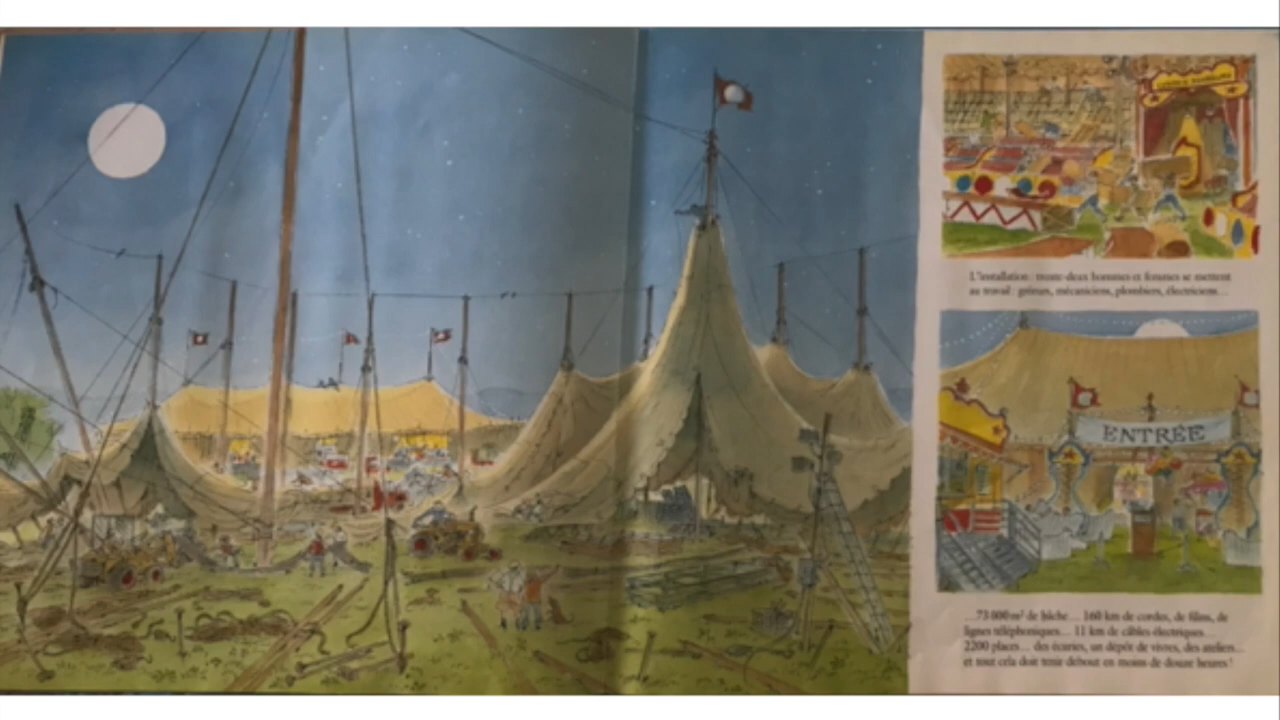 L'installation : trente-deux hommes et femmes se mettent
au travail : grutiers, mécaniciens, plombiers, électriciens…
ENTRÉE
…73 000 m² de bâche… 160 km de cordes, de filins, de
lignes téléphoniques… 11 km de câbles électriques…
2200 places… des écuries, un dépôt de vivres, des ateliers…
et tout cela doit tenir debout en moins de douze heures !